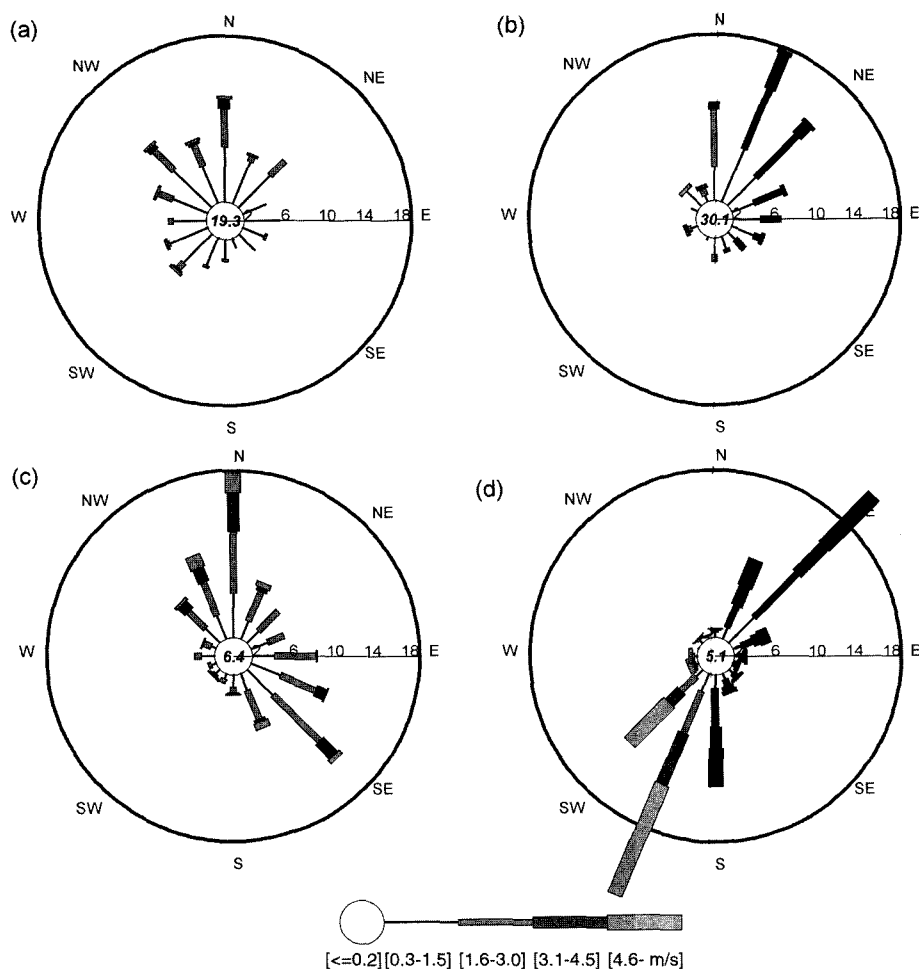 (a)
N
NW
NE
W
19.3
6 10 14 18 E
SW
SE
S
(b)
N
NW
NE
W
30.1
6 10 14 18 E
SW
SE
S
(c)
N
NW
NE
W
6.4
6 10 14 18 E
SW
SE
S
(d)
N
NW
E
W
5.1
6 10 14 18 E
SW
SE
S
[<=0.2] [0.3-1.5] [1.6-3.0] [3.1-4.5] [4.6- m/s]